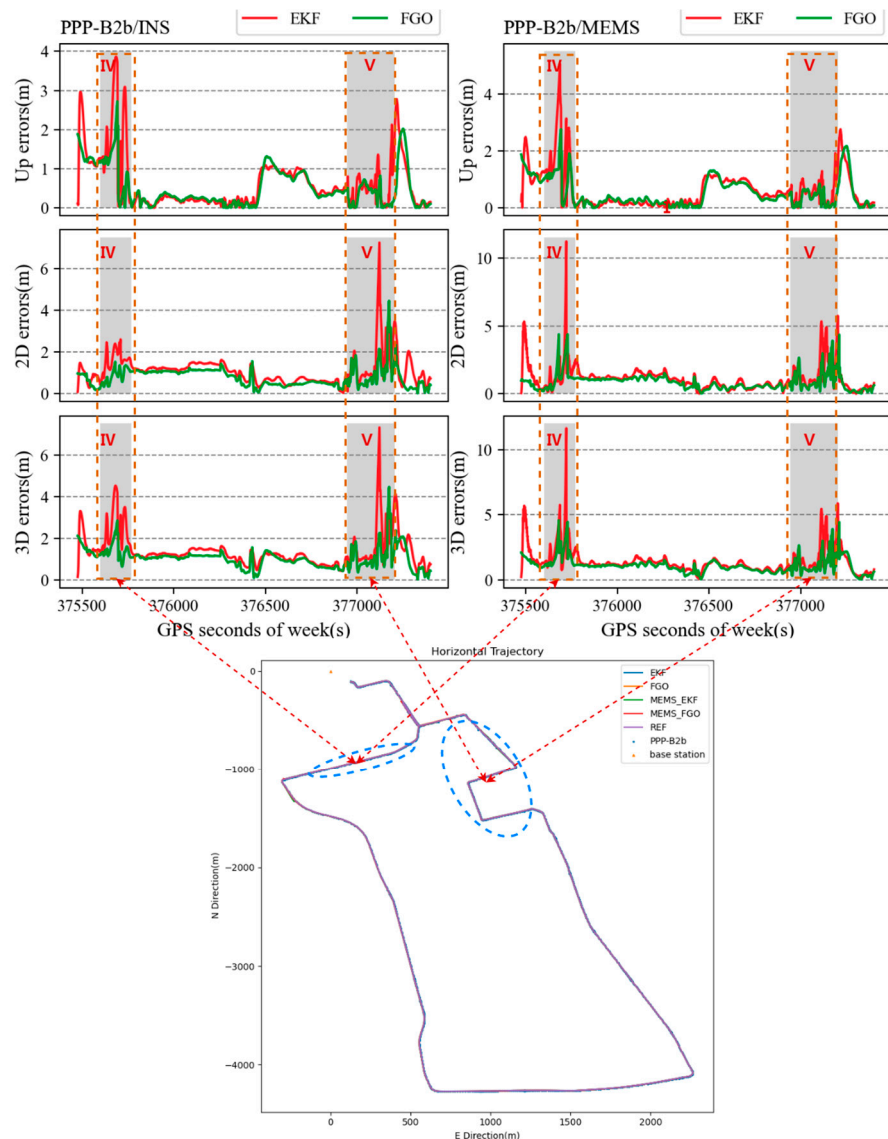 PPP-B2b/INS
EKF
FGO
PPP-B2b/MEMS
EKF
FGO
Up errors(m)
4
3
2
1
0
IV
V
Up errors(m)
4
2
0
IV
V
2D errors(m)
6
4
2
0
IV
V
2D errors(m)
10
5
0
IV
V
3D errors(m)
6
4
2
0
IV
V
3D errors(m)
10
5
0
IV
V
375500
376000
376500
377000
GPS seconds of week(s)
375500
376000
376500
377000
GPS seconds of week(s)
Horizontal Trajectory
EKF
FGO
MEMS_EKF
MEMS_FGO
REF
PPP-B2b
base station
N Direction(m)
0
−1000
−2000
−3000
−4000
0
500
1000
1500
2000
E Direction(m)